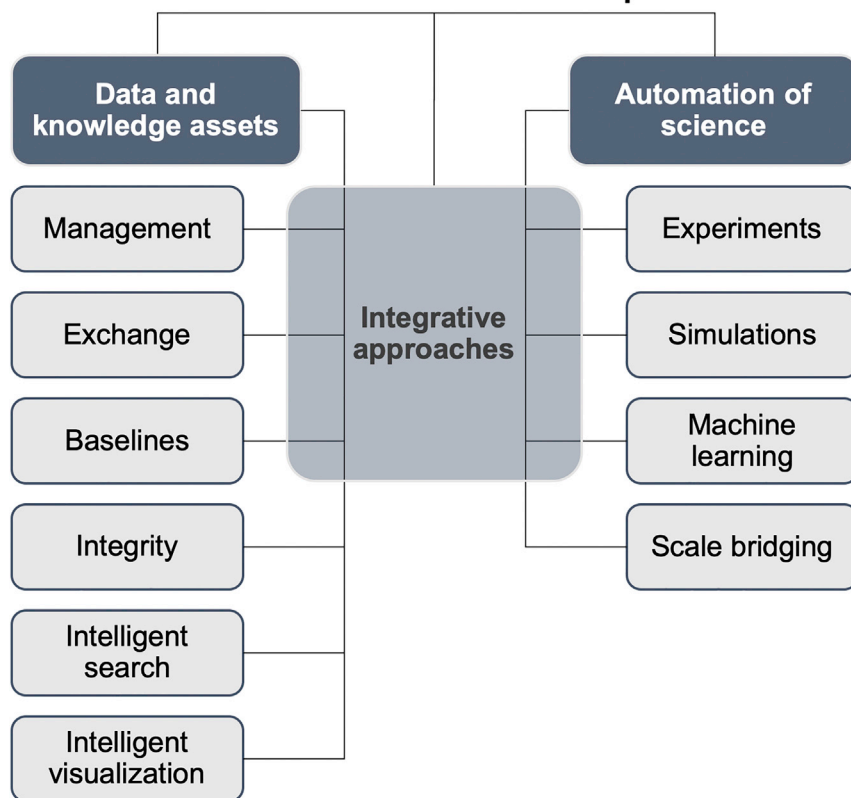 Data and
knowledge assets
Automation of
science
Management
Exchange
Baselines
Integrity
Intelligent
search
Intelligent
visualization
Integrative
approaches
Experiments
Simulations
Machine
learning
Scale bridging